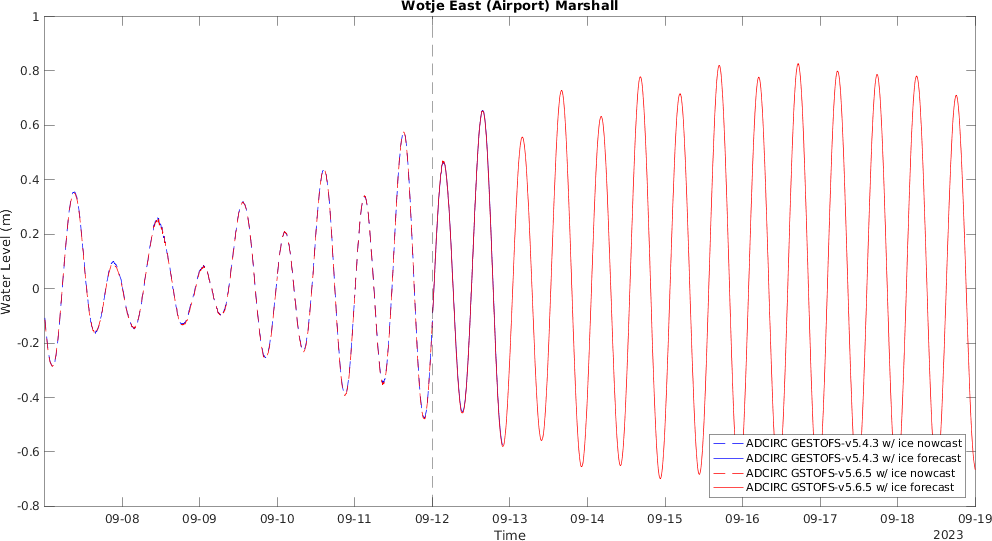 Wotje East (Airport) Marshall
1
0.8
0.6
0.4
0.2
0
-0.2
-0.4
-0.6
-0.8
Water Level (m)
ADCIRC GESTOFS-v5.4.3 w/ ice nowcast
ADCIRC GESTOFS-v5.4.3 w/ ice forecast
ADCIRC GSTOFS-v5.6.5 w/ ice nowcast
ADCIRC GSTOFS-v5.6.5 w/ ice forecast
09-08 09-09 09-10 09-11 09-12 09-13 09-14 09-15 09-16 09-17 09-18 09-19
Time
2023